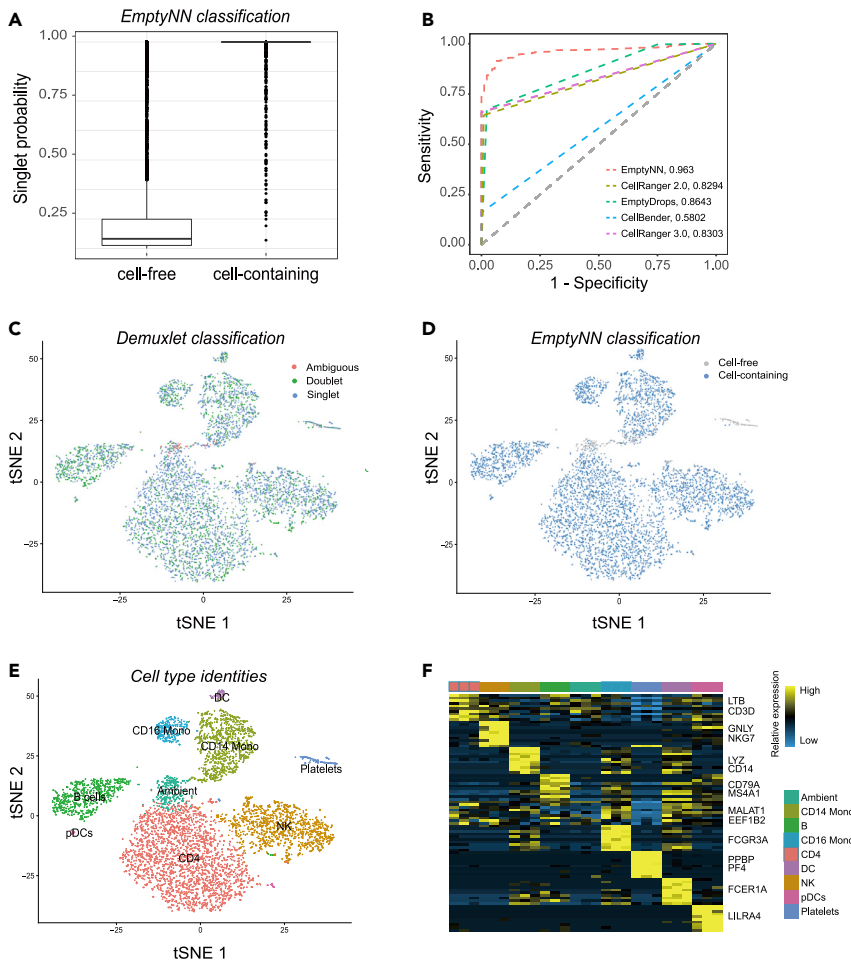 A
EmptyNN classification
Singlet probability
1.00
0.75
0.50
0.25
cell-free
cell-containing
B
Sensitivity
1.00
0.75
0.50
0.25
0.00
EmptyNN, 0.963
CellRanger 2.0, 0.8294
EmptyDrops, 0.8643
CellBender, 0.5802
CellRanger 3.0, 0.8303
0.00
0.25
0.50
0.75
1.00
1 - Specificity
C
Demuxlet classification
Ambiguous
Doublet
Singlet
tSNE 2
50
25
0
−25
−25
0
25
tSNE 1
D
EmptyNN classification
Cell-free
Cell-containing
tSNE 2
50
25
0
−25
−25
0
25
tSNE 1
E
Cell type identities
DC
CD16 Mono
CD14 Mono
Platelets
Ambient
B cells
pDCs
NK
CD4
tSNE 2
50
25
0
−25
−25
0
25
tSNE 1
F
LTB
CD3D
GNLY
NKG7
LYZ
CD14
CD79A
MS4A1
MALAT1
EEF1B2
FCGR3A
PPBP
PF4
FCER1A
LILRA4
Relative expression
High
Low
Ambient
CD14 Mono
B
CD16 Mono
CD4
DC
NK
pDCs
Platelets